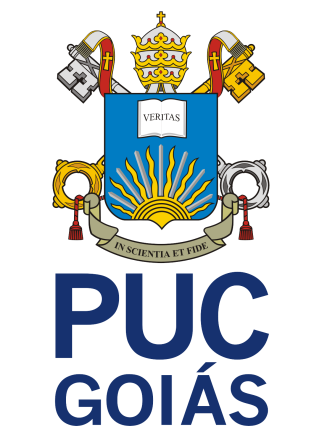 VERITAS
IN SCIENTIA ET FIDE
PUC
GOIÁS